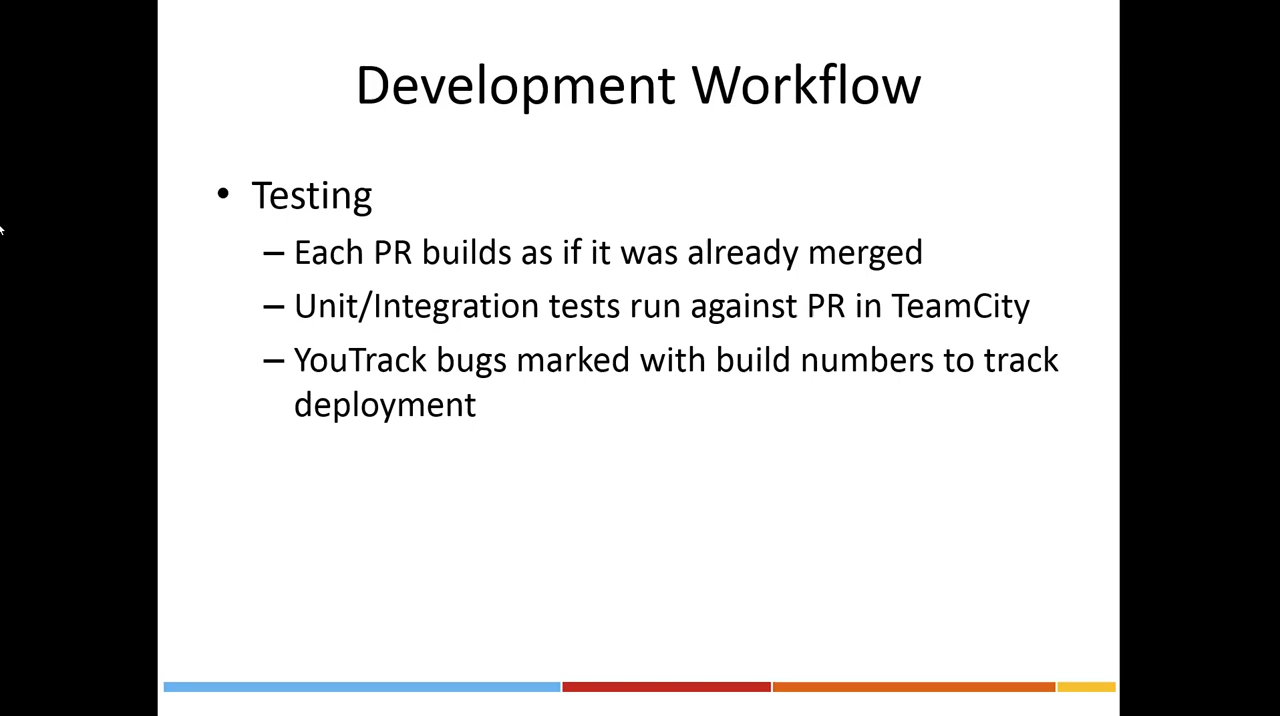 Development Workflow
• Testing
– Each PR builds as if it was already merged
– Unit/Integration tests run against PR in TeamCity
– YouTrack bugs marked with build numbers to track
deployment